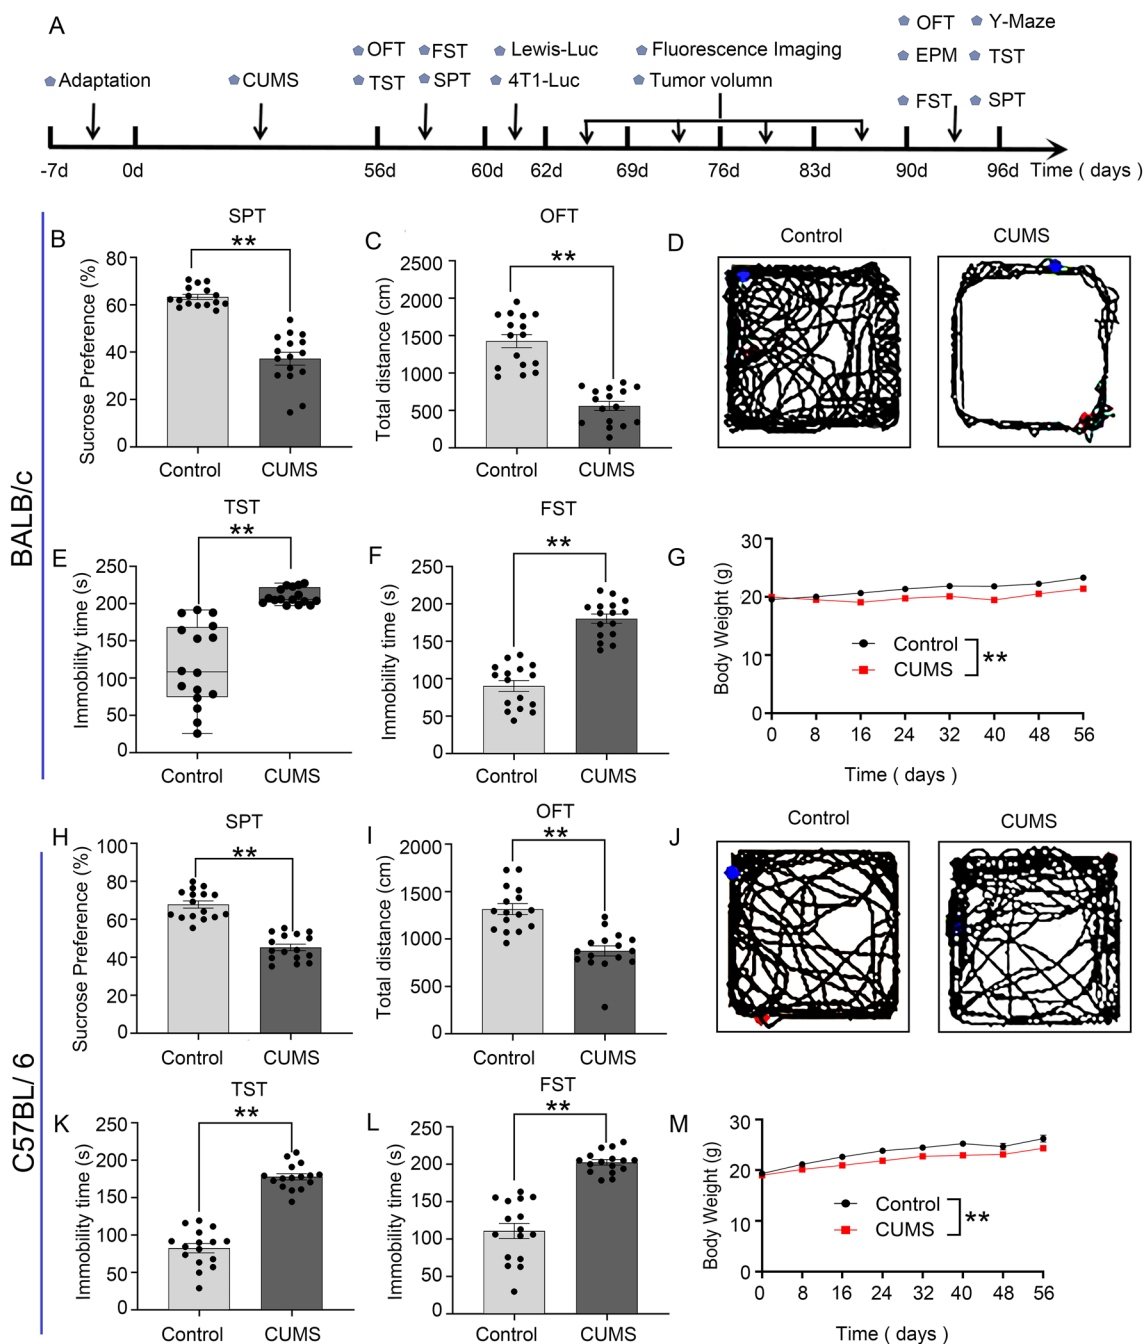 A
Adaptation
CUMS
OFT
FST
TST
SPT
Lewis-Luc
4T1-Luc
Fluorescence Imaging
Tumor volumn
OFT
Y-Maze
EPM
TST
FST
SPT
-7d 0d 56d 60d 62d 69d 76d 83d 90d 96d Time ( days )
BALB/c
B
SPT
**
Sucrose Preference (%)
80
60
40
20
0
Control CUMS
C
OFT
**
Total distance (cm)
2500
2000
1500
1000
500
0
Control CUMS
D
Control
CUMS
E
TST
**
Immobility time (s)
250
200
150
100
50
0
Control CUMS
F
FST
**
Immobility time (s)
250
200
150
100
50
0
Control CUMS
G
Body Weight (g)
30
20
10
0
Control
CUMS
**
0 8 16 24 32 40 48 56
Time ( days )
C57BL/ 6
H
SPT
**
Sucrose Preference (%)
100
80
60
40
20
0
Control CUMS
I
OFT
**
Total distance (cm)
2000
1500
1000
500
0
Control CUMS
J
Control
CUMS
K
TST
**
Immobility time (s)
250
200
150
100
50
0
Control CUMS
L
FST
**
Immobility time (s)
250
200
150
100
50
0
Control CUMS
M
Body Weight (g)
30
20
10
0
Control
CUMS
**
0 8 16 24 32 40 48 56
Time ( days )